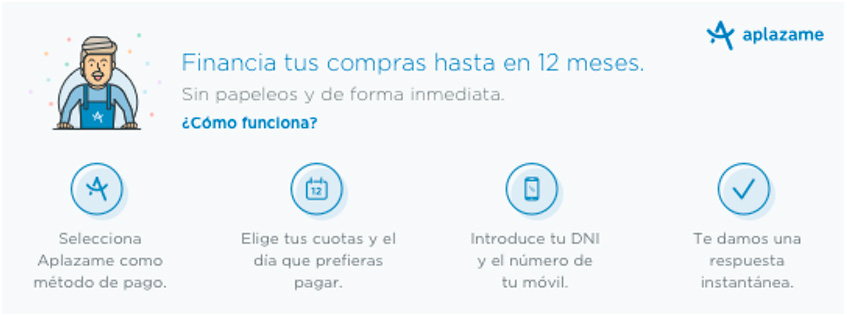 aplazame
Financia tus compras hasta en 12 meses.
Sin papeleos y de forma inmediata.
¿Cómo funciona?
12
Selecciona
Aplazame como
método de pago.
Elige tus cuotas y el
día que prefieras
pagar.
Introduce tu DNI
y el número de
tu móvil.
Te damos una
respuesta
instantánea.